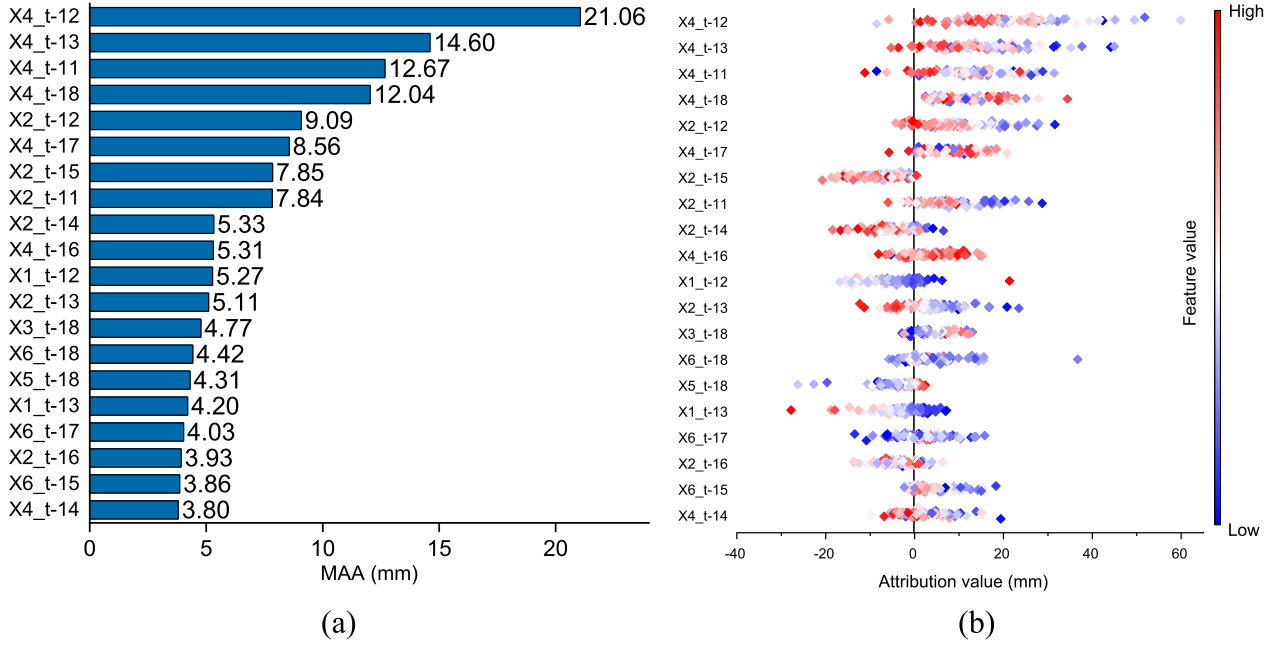 X4_t-12 21.06
X4_t-13 14.60
X4_t-11 12.67
X4_t-18 12.04
X2_t-12 9.09
X4_t-17 8.56
X2_t-15 7.85
X2_t-11 7.84
X2_t-14 5.33
X4_t-16 5.31
X1_t-12 5.27
X2_t-13 5.11
X3_t-18 4.77
X6_t-18 4.42
X5_t-18 4.31
X1_t-13 4.20
X6_t-17 4.03
X2_t-16 3.93
X6_t-15 3.86
X4_t-14 3.80
0 5 10 15 20
MAA (mm)
(a)
X4_t-12
X4_t-13
X4_t-11
X4_t-18
X2_t-12
X4_t-17
X2_t-15
X2_t-11
X2_t-14
X4_t-16
X1_t-12
X2_t-13
X3_t-18
X6_t-18
X5_t-18
X1_t-13
X6_t-17
X2_t-16
X6_t-15
X4_t-14
-40 -20 0 20 40 60
Attribution value (mm)
High
Feature value
Low
(b)